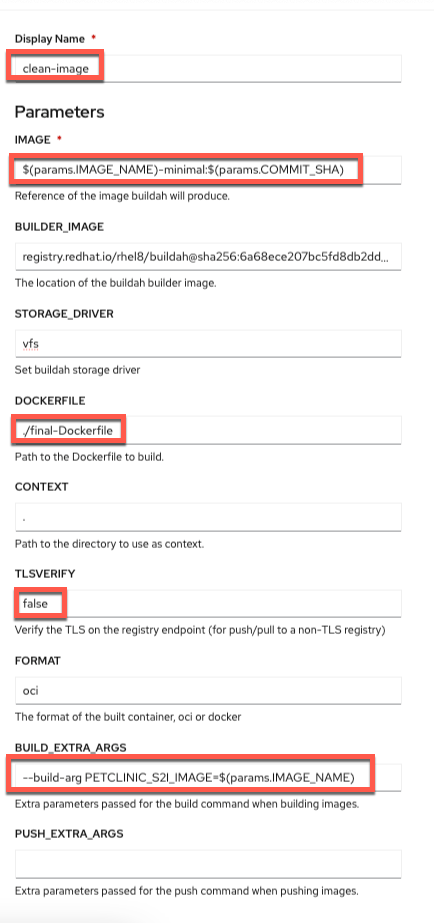 Display Name *
clean-image
Parameters
IMAGE *
$(params.IMAGE_NAME)-minimal:$(params.COMMIT_SHA)
Reference of the image buildah will produce.
BUILDER_IMAGE
registry.redhat.io/rhel8/buildah@sha256:6a68ece207bc5fd8db2dd...
The location of the buildah builder image.
STORAGE_DRIVER
vfs
Set buildah storage driver
DOCKERFILE
./final-Dockerfile
Path to the Dockerfile to build.
CONTEXT
.
Path to the directory to use as context.
TLSVERIFY
false
Verify the TLS on the registry endpoint (for push/pull to a non-TLS registry)
FORMAT
oci
The format of the built container, oci or docker
BUILD_EXTRA_ARGS
--build-arg PETCLINIC_S2I_IMAGE=$(params.IMAGE_NAME)
Extra parameters passed for the build command when building images.
PUSH_EXTRA_ARGS
Extra parameters passed for the push command when pushing images.